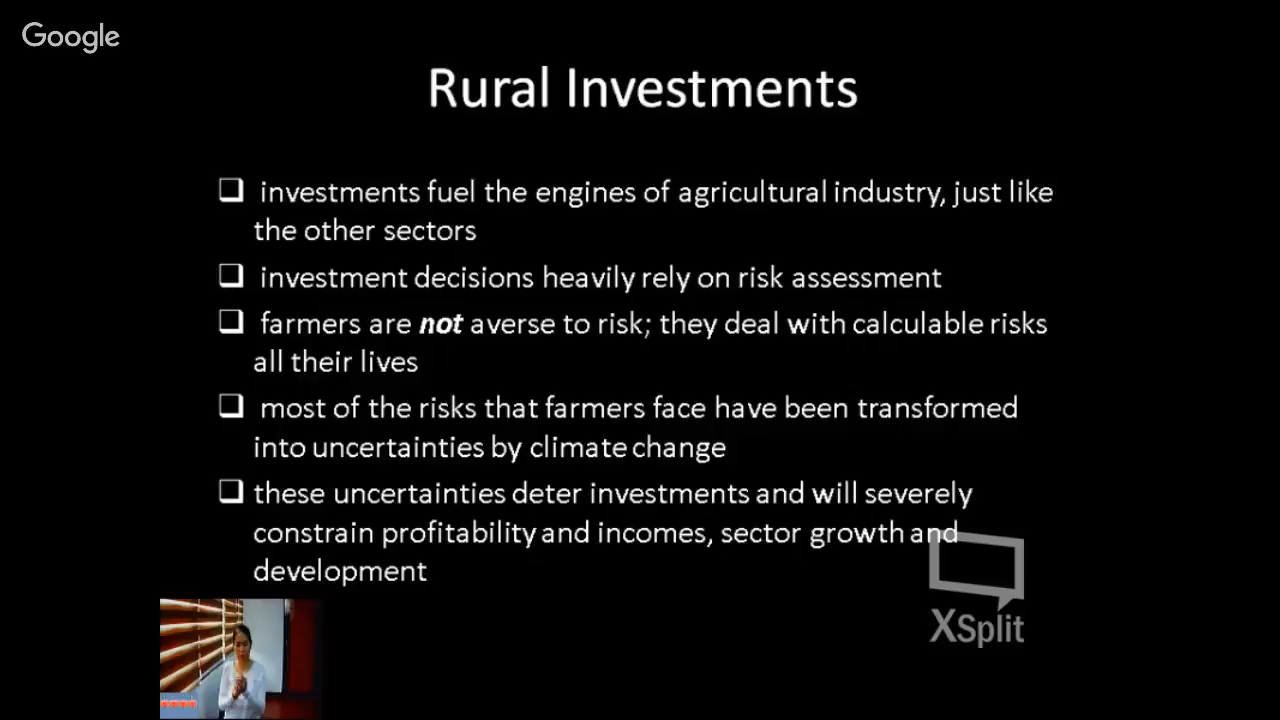 Google
Rural Investments
investments fuel the engines of agricultural industry, just like
the other sectors
investment decisions heavily rely on risk assessment
farmers are not averse to risk; they deal with calculable risks
all their lives
most of the risks that farmers face have been transformed
into uncertainties by climate change
these uncertainties deter investments and will severely
constrain profitability and incomes, sector growth and
development
XSplit